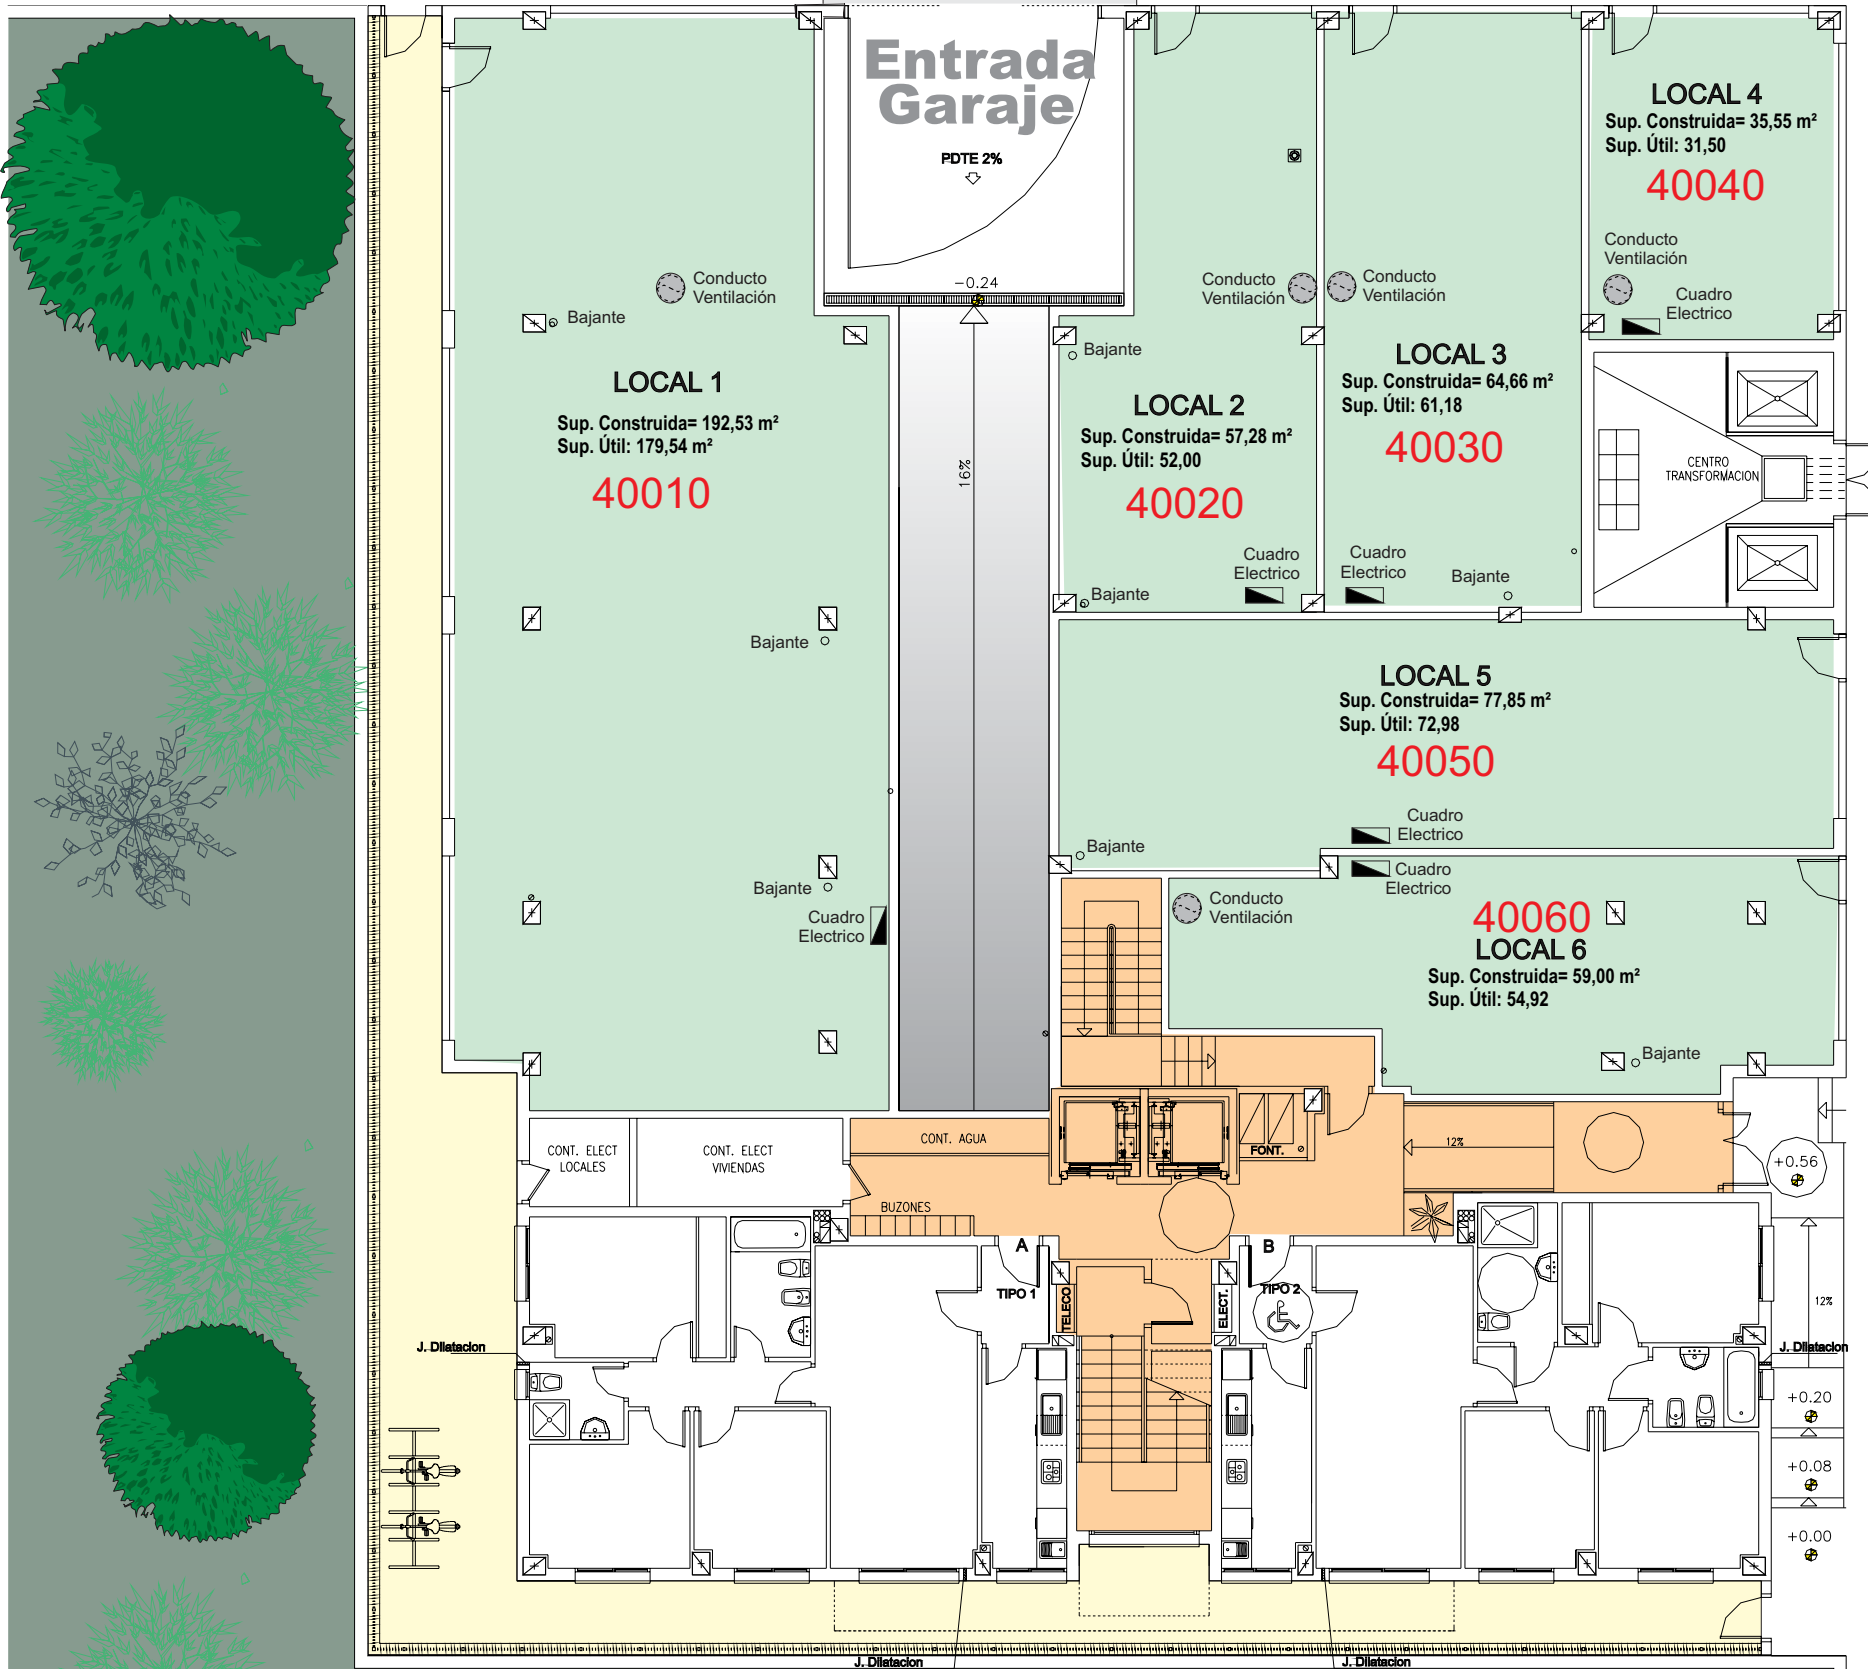 Entrada
Garaje
PDTE 2%
-0.24
16%
LOCAL 1
Sup. Construida= 192,53 m²
Sup. Útil: 179,54 m²
40010
Conducto
Ventilación
Bajante
Bajante
Bajante
Cuadro
Electrico
LOCAL 2
Sup. Construida= 57,28 m²
Sup. Útil: 52,00
40020
Conducto
Ventilación
Bajante
Bajante
Cuadro
Electrico
LOCAL 3
Sup. Construida= 64,66 m²
Sup. Útil: 61,18
40030
Conducto
Ventilación
Cuadro
Electrico
Bajante
LOCAL 4
Sup. Construida= 35,55 m²
Sup. Útil: 31,50
40040
Conducto
Ventilación
Cuadro
Electrico
CENTRO
TRANSFORMACION
LOCAL 5
Sup. Construida= 77,85 m²
Sup. Útil: 72,98
40050
Cuadro
Electrico
Bajante
Cuadro
Electrico
Conducto
Ventilación
40060
LOCAL 6
Sup. Construida= 59,00 m²
Sup. Útil: 54,92
Bajante
CONT. ELECT
LOCALES
CONT. ELECT
VIVIENDAS
CONT. AGUA
BUZONES
FONT.
12%
+0.56
A
TIPO 1
TELECO
B
TIPO 2
ELECT.
12%
J. Dilatacion
J. Dilatacion
+0.20
+0.08
+0.00
J. Dilatacion
J. Dilatacion